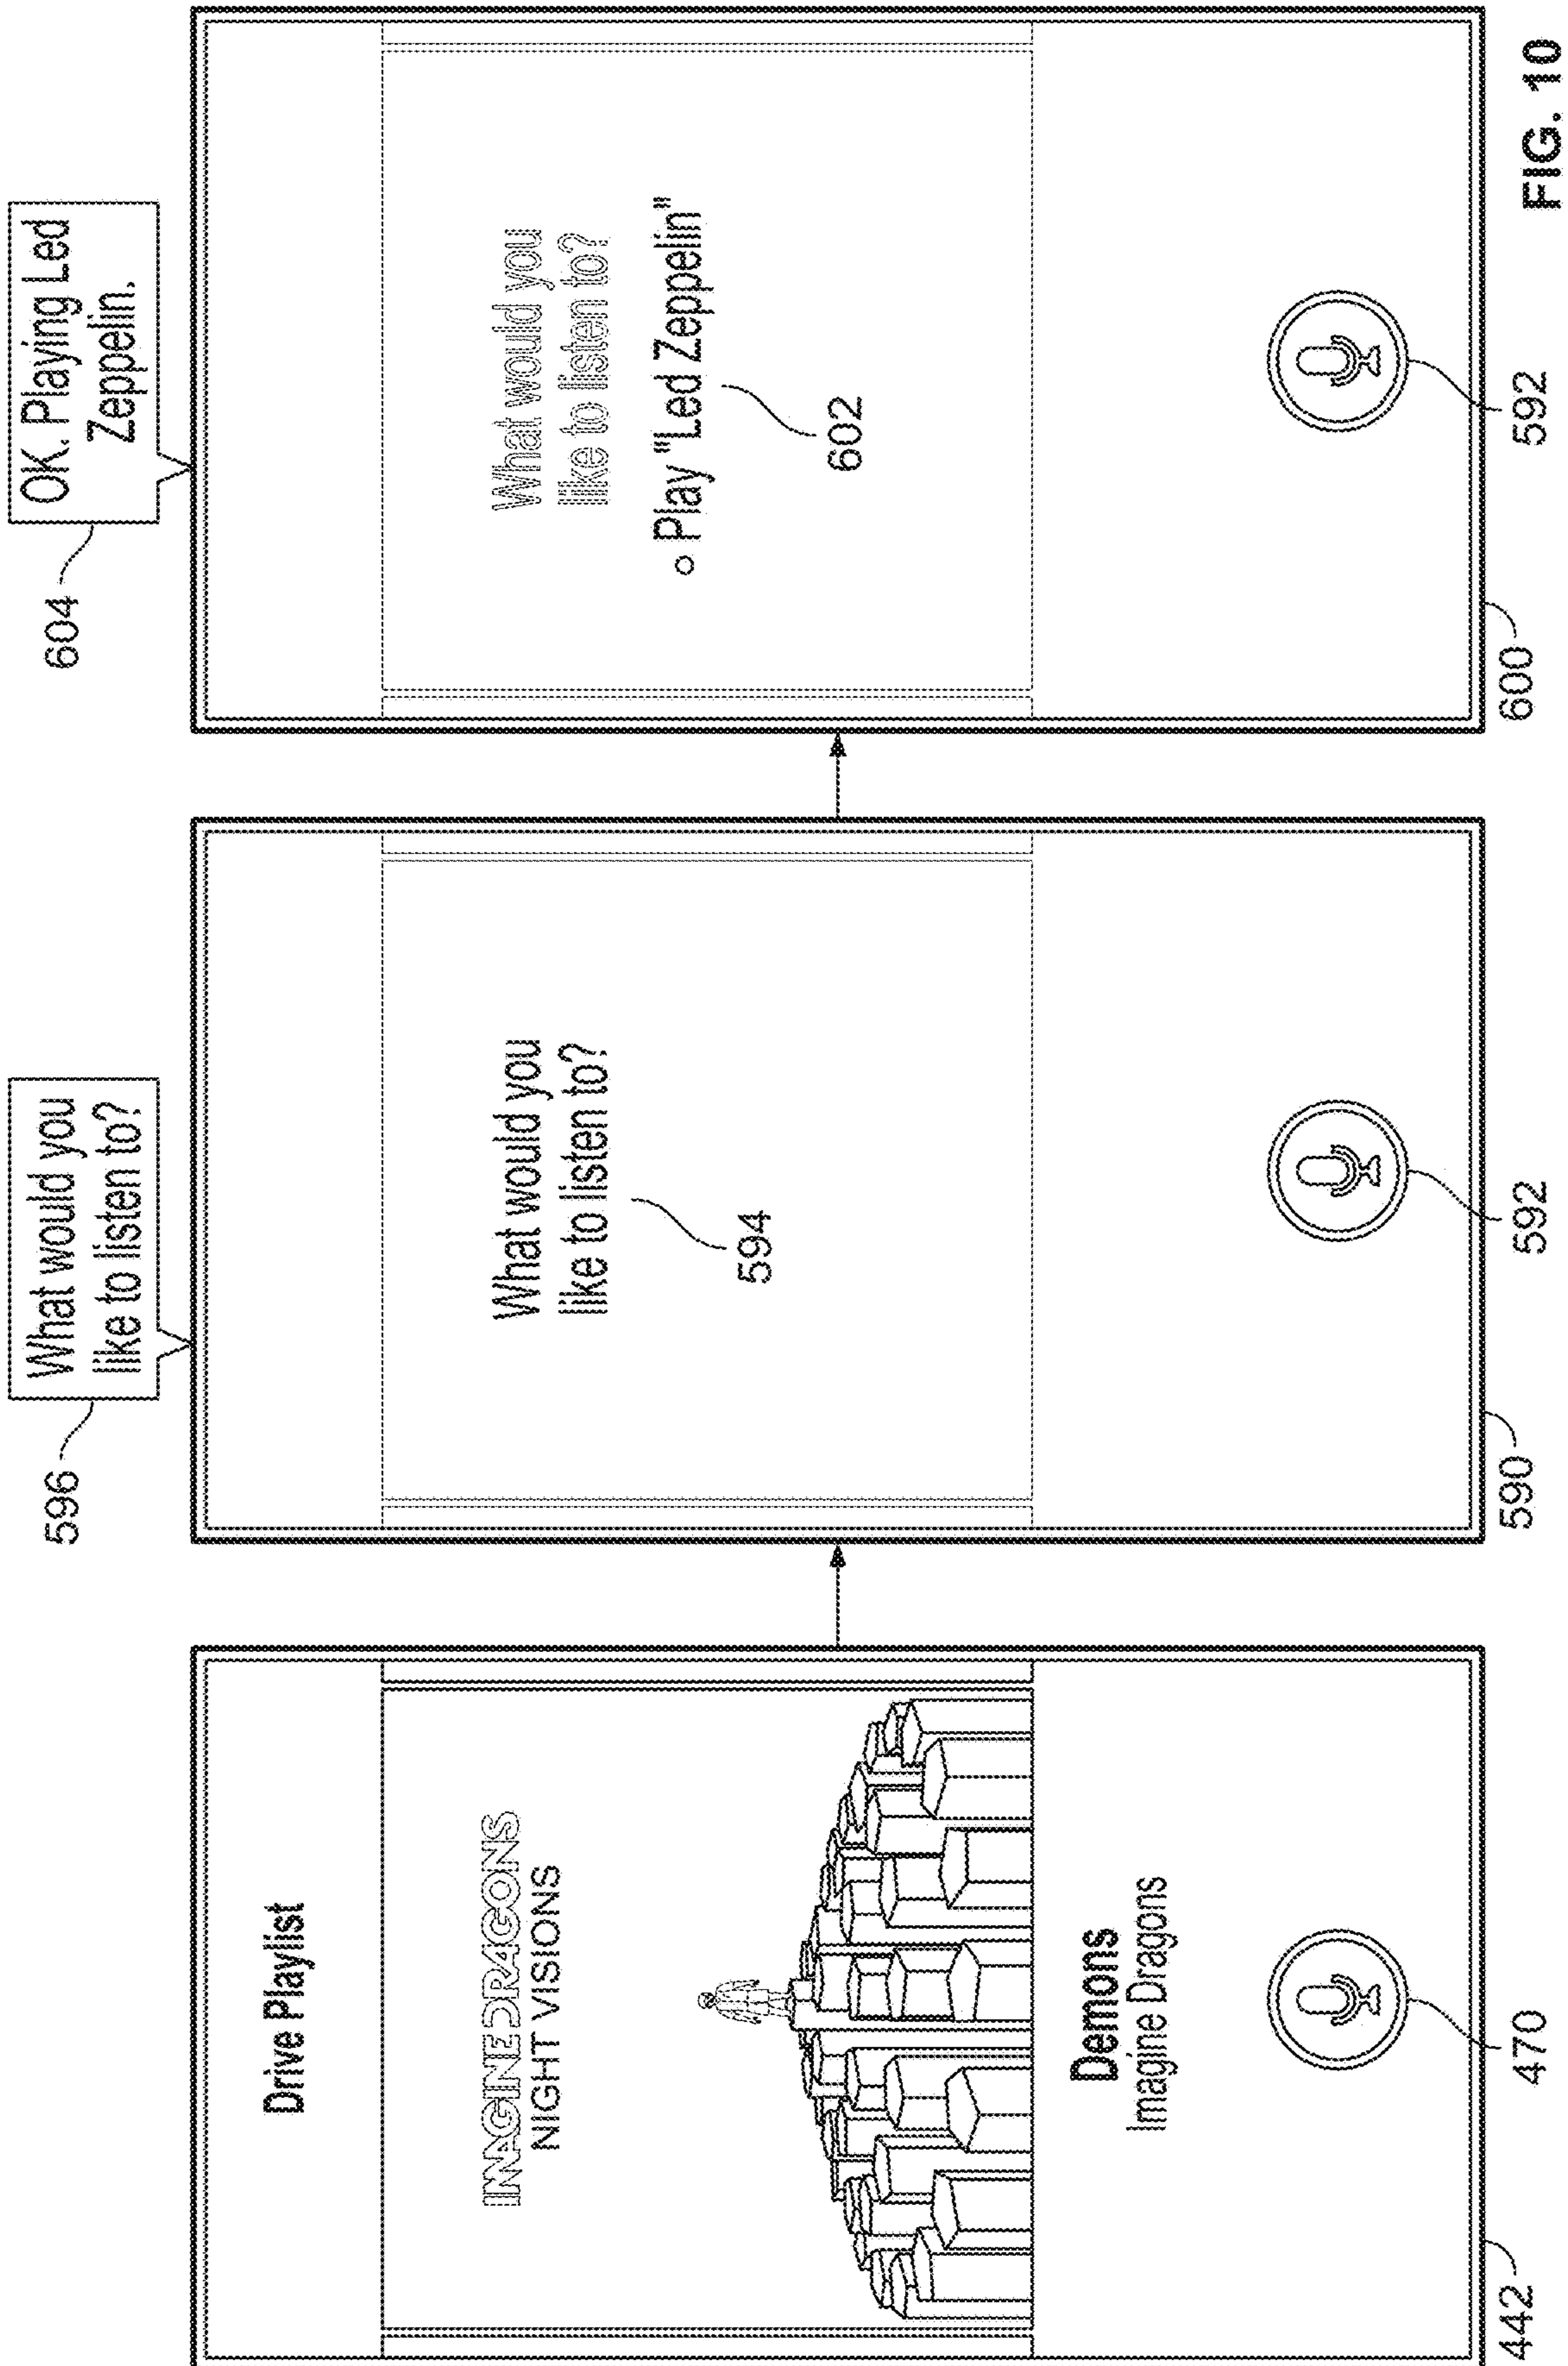 Drive Playlist
IMAGINE DRAGONS
NIGHT VISIONS
Demons
Imagine Dragons
470
442
596
What would you
like to listen to?
What would you
like to listen to?
594
592
590
604
OK. Playing Led
Zeppelin.
What would you
like to listen to?
○ Play "Led Zeppelin"
602
592
600
FIG. 10